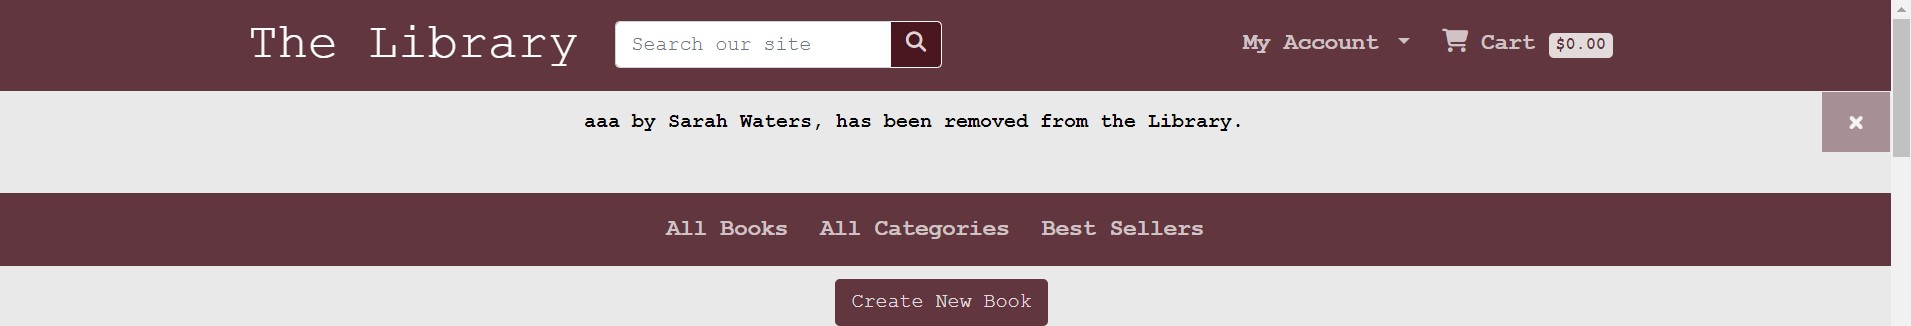 The Library Search our site My Account Cart $0.00
aaa by Sarah Waters, has been removed from the Library.
All Books All Categories Best Sellers
Create New Book